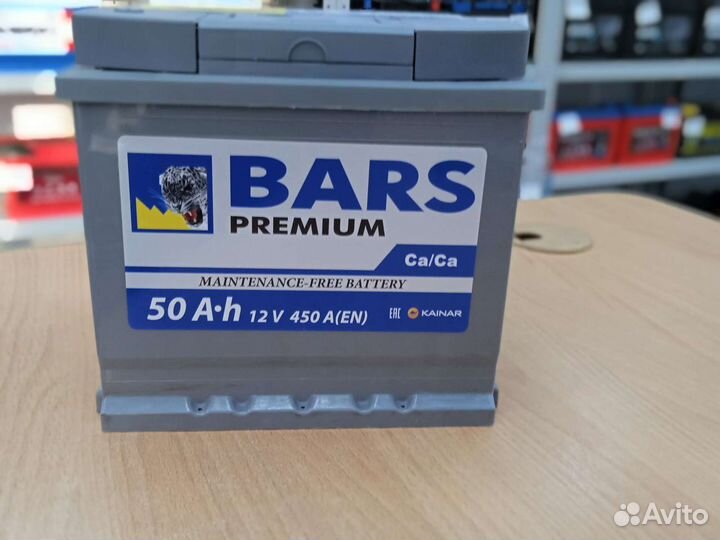 BARS
PREMIUM
Ca/Ca
MAINTENANCE-FREE BATTERY
50 A·h 12 V 450 A(EN)
EAC KAINAR
Avito